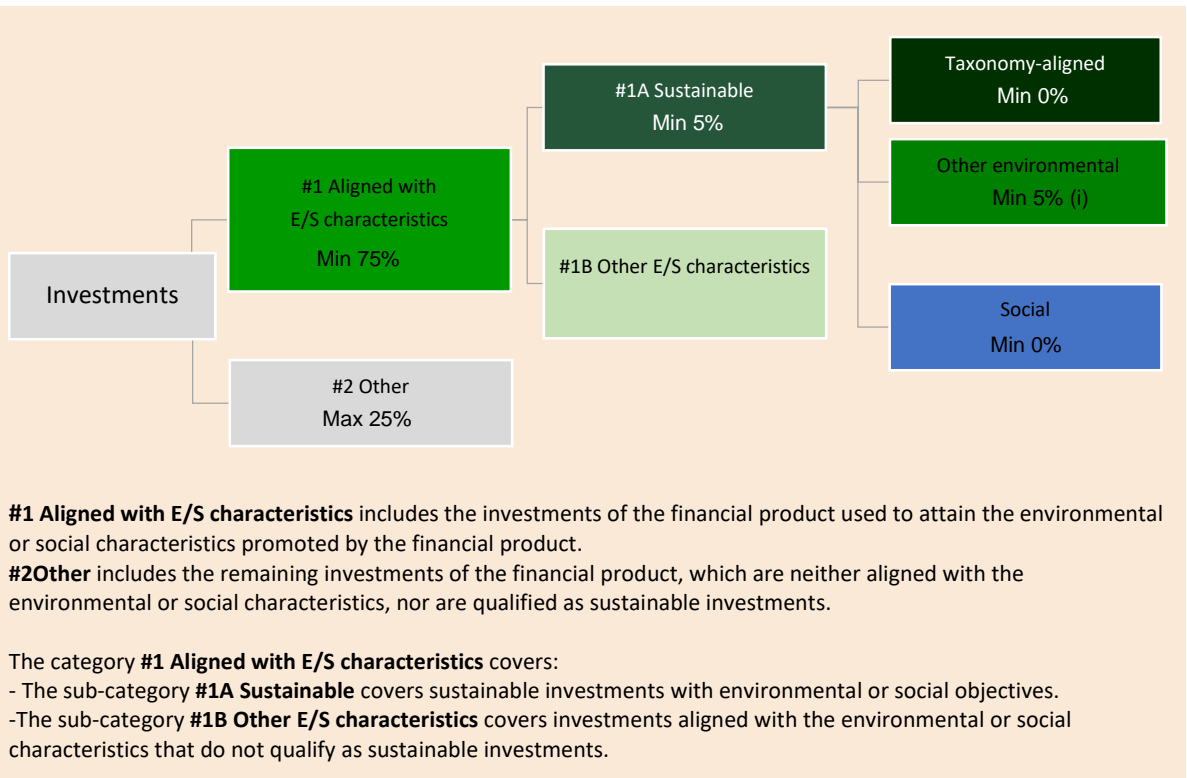 Investments
#1 Aligned with
E/S characteristics
Min 75%
#2 Other
Max 25%
#1A Sustainable
Min 5%
#1B Other E/S characteristics
Taxonomy-aligned
Min 0%
Other environmental
Min 5% (i)
Social
Min 0%
#1 Aligned with E/S characteristics includes the investments of the financial product used to attain the environmental
or social characteristics promoted by the financial product.
#2Other includes the remaining investments of the financial product, which are neither aligned with the
environmental or social characteristics, nor are qualified as sustainable investments.
The category #1 Aligned with E/S characteristics covers:
- The sub-category #1A Sustainable covers sustainable investments with environmental or social objectives.
-The sub-category #1B Other E/S characteristics covers investments aligned with the environmental or social
characteristics that do not qualify as sustainable investments.